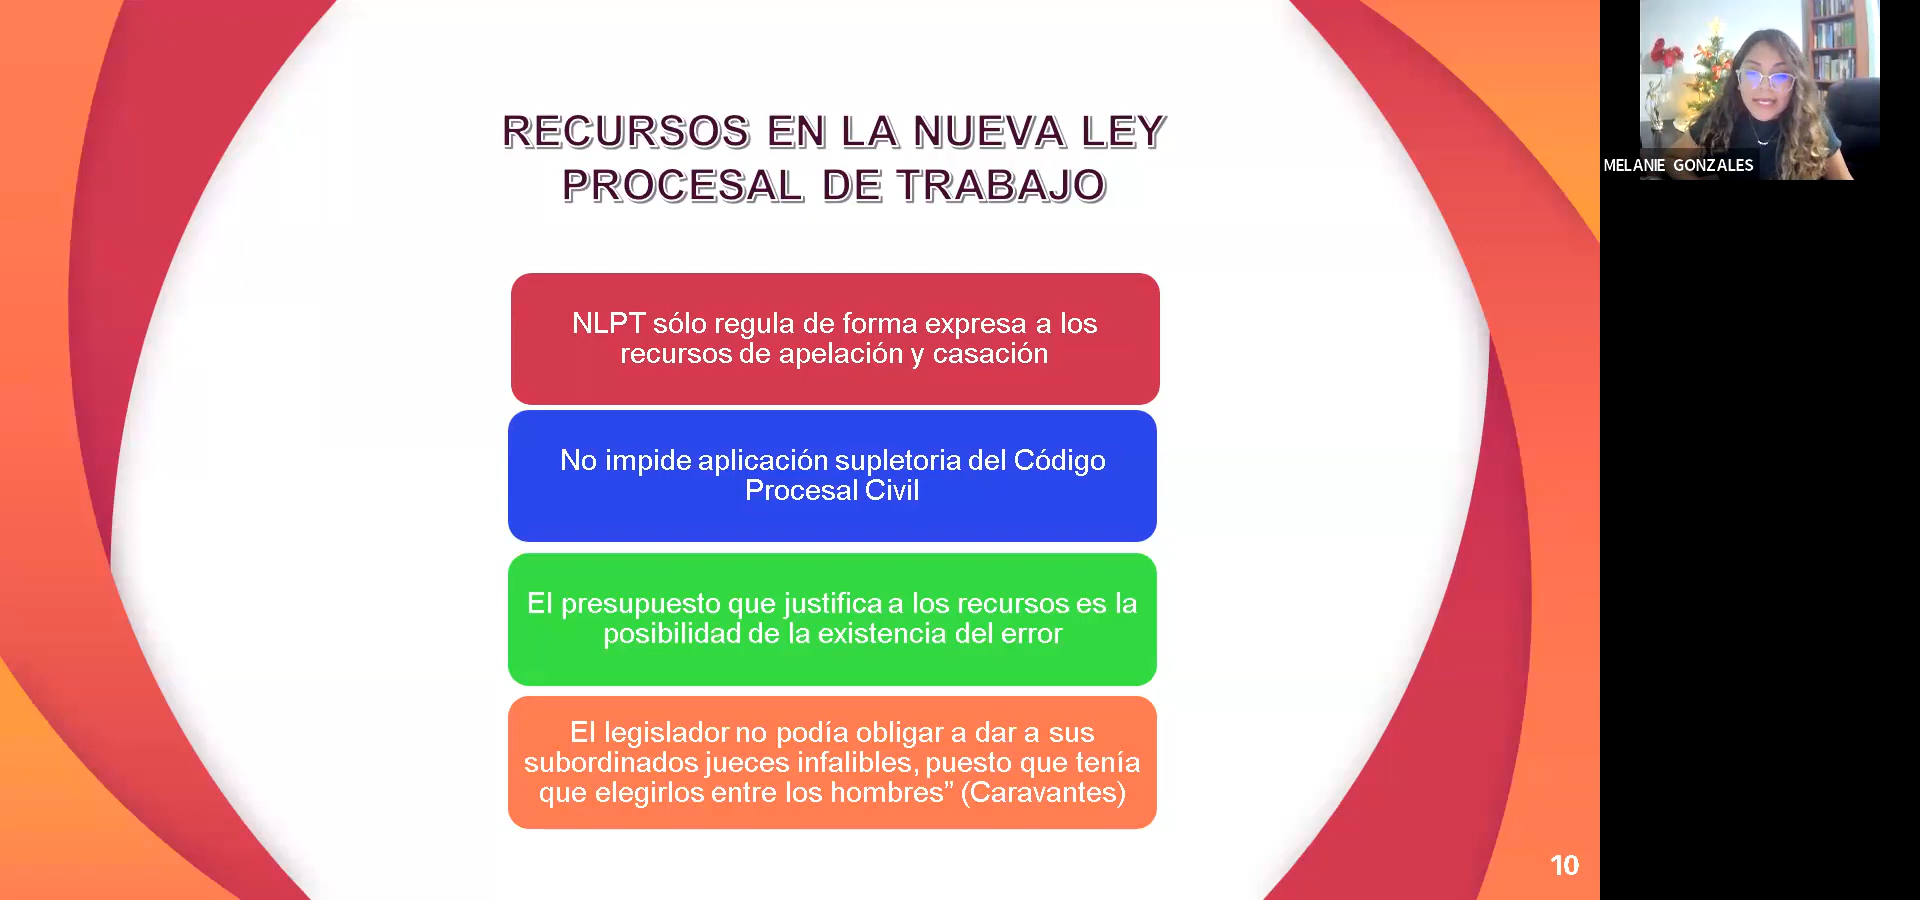 RECURSOS EN LA NUEVA LEY
PROCESAL DE TRABAJO
NLPT sólo regula de forma expresa a los
recursos de apelación y casación
No impide aplicación supletoria del Código
Procesal Civil
El presupuesto que justifica a los recursos es la
posibilidad de la existencia del error
El legislador no podía obligar a dar a sus
subordinados jueces infalibles, puesto que tenía
que elegirlos entre los hombres” (Caravantes)
10
MELANIE GONZALES